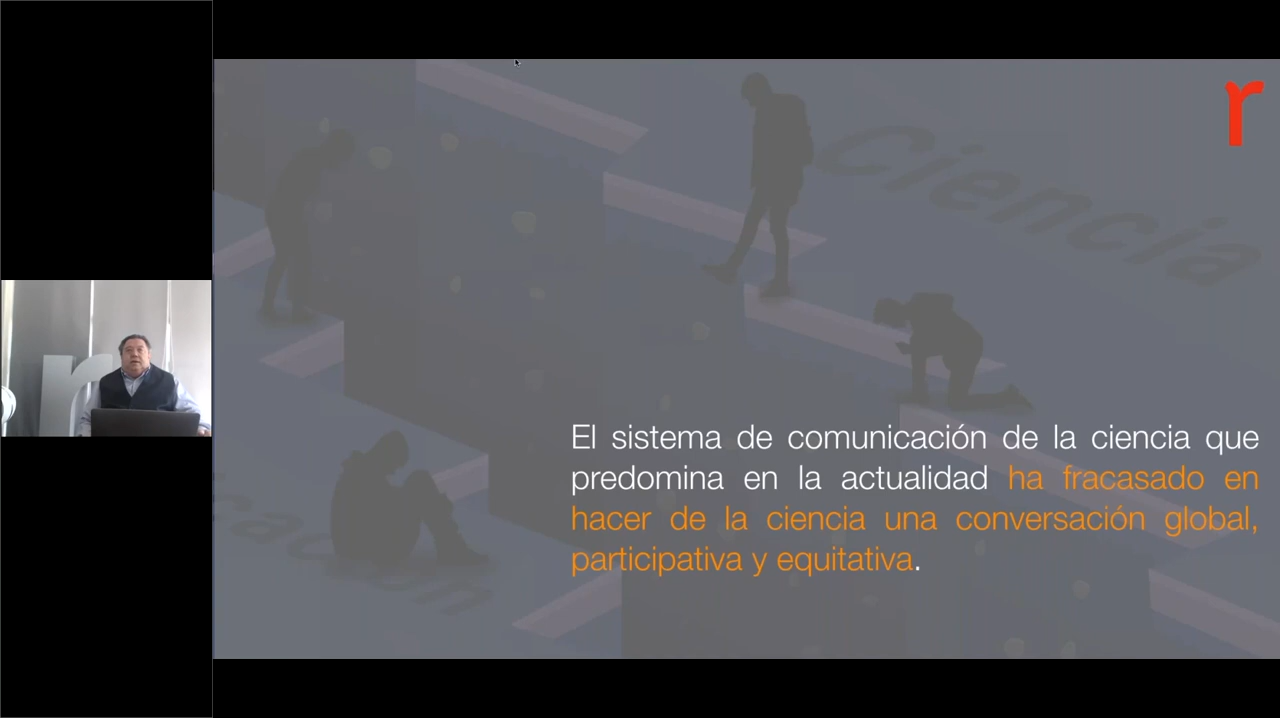 r
Ciencia
El sistema de comunicación de la ciencia que
predomina en la actualidad ha fracasado en
hacer de la ciencia una conversación global,
participativa y equitativa.
r